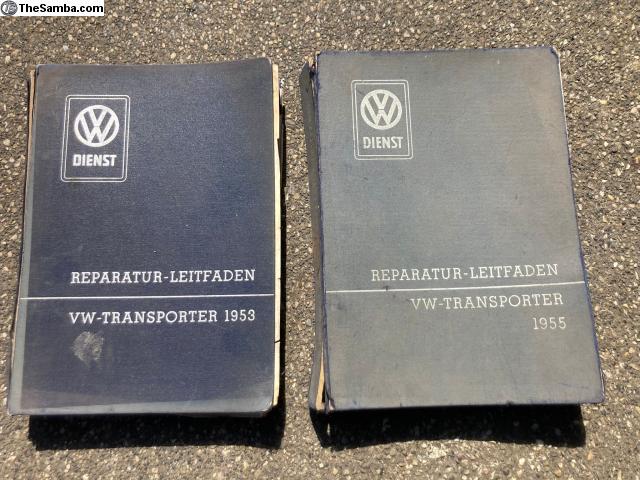 TheSamba.com
VW
DIENST
REPARATUR-LEITFADEN
VW-TRANSPORTER 1953
VW
DIENST
REPARATUR-LEITFADEN
VW-TRANSPORTER
1955